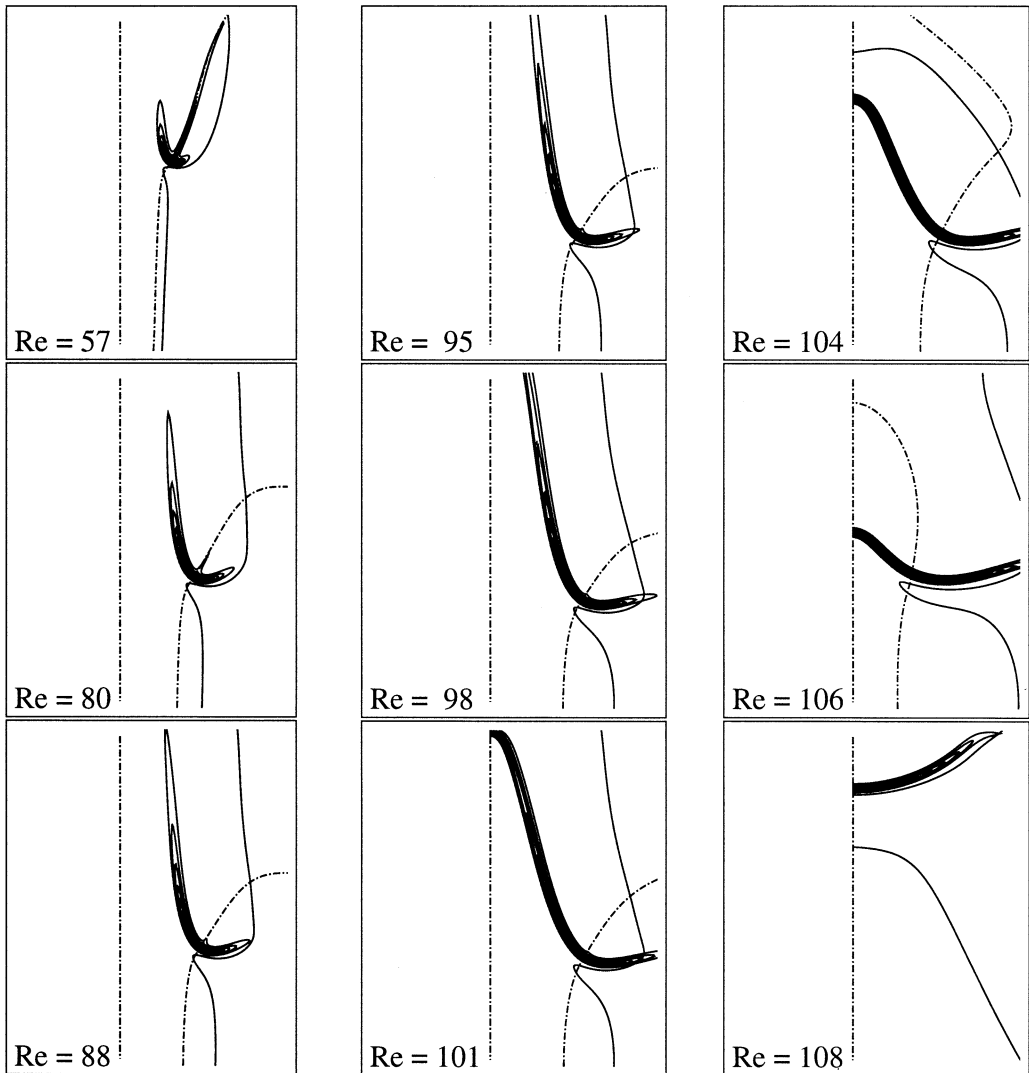 Re = 57
Re = 95
Re = 104
Re = 80
Re = 98
Re = 106
Re = 88
Re = 101
Re = 108